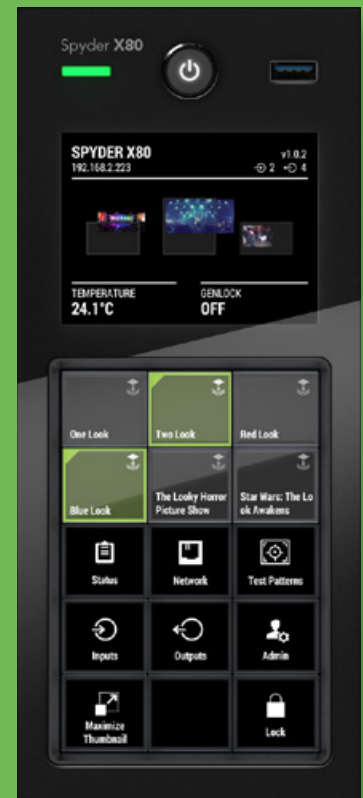 Spyder X80
SPYDER X80
v1.0.2
192.168.2.223
2
4
TEMPERATURE
GENLOCK
24.1°C
OFF
One Look
Two Look
Red Look
Blue Look
The Looky Horror
Picture Show
Star Wars: The Lo
ok Awakens
Status
Network
Test Patterns
Inputs
Outputs
Admin
Maximize
Thumbnail
Lock